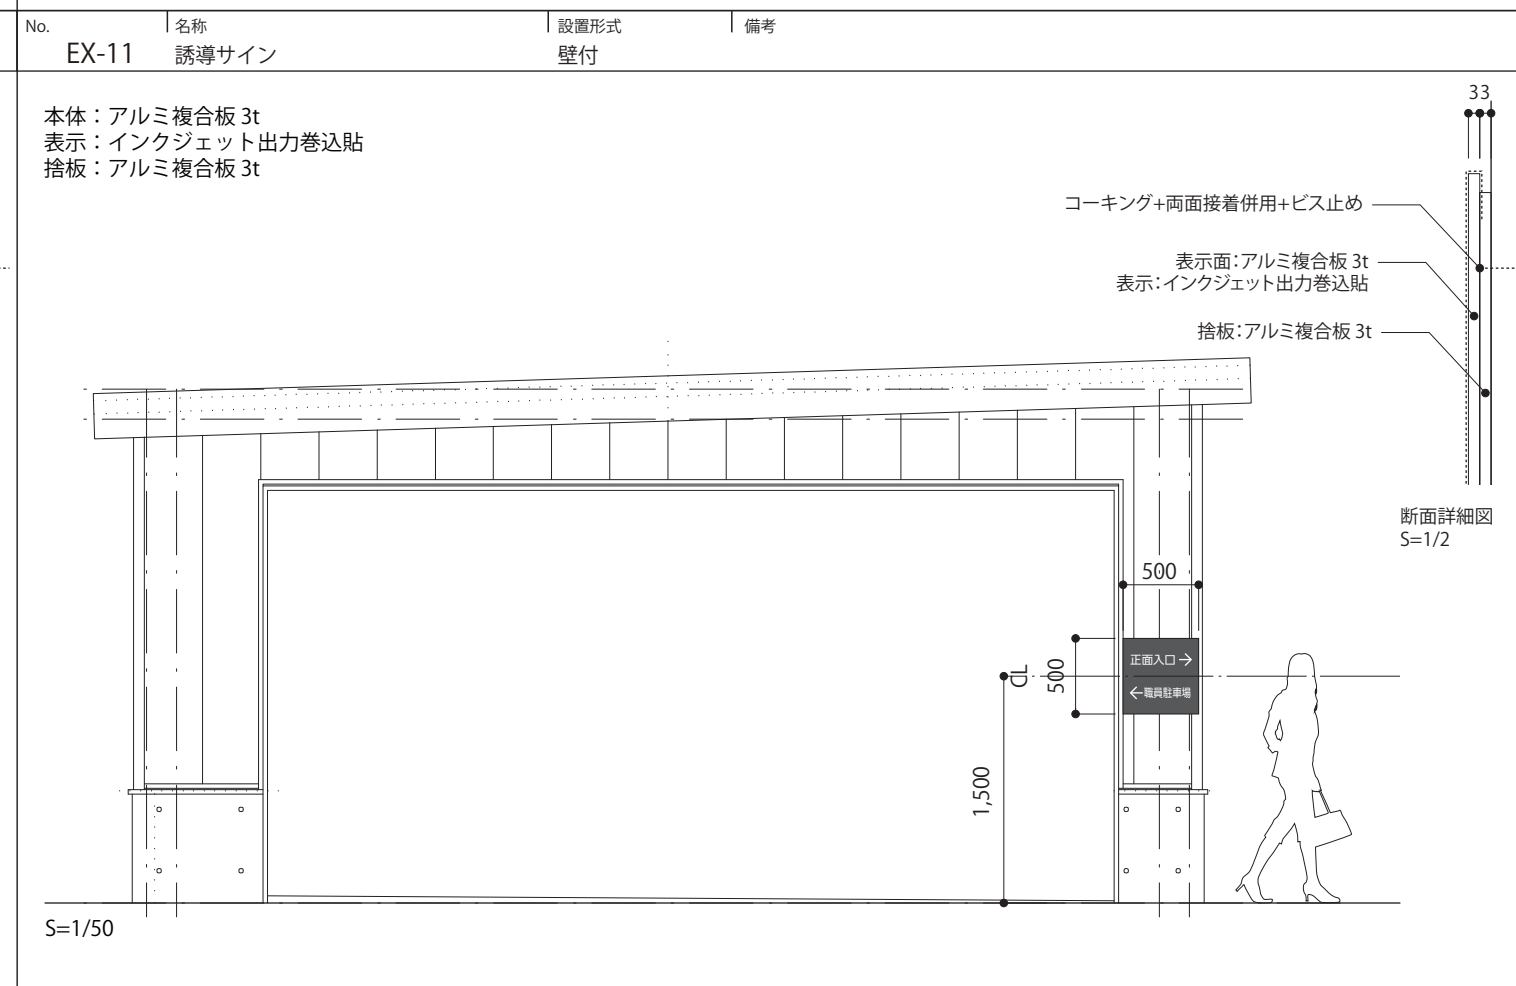 No.
名称
設置形式
備考
EX-11
誘導サイン
壁付
本体：アルミ複合板 3t
表示：インクジェット出力巻込貼
捨板：アルミ複合板 3t
33
コーキング+両面接着併用+ビス止め
表示面：アルミ複合板 3t
表示：インクジェット出力巻込貼
捨板：アルミ複合板 3t
断面詳細図
S=1/2
500
500
CL
正面入口→
←職員駐車場
1,500
S=1/50